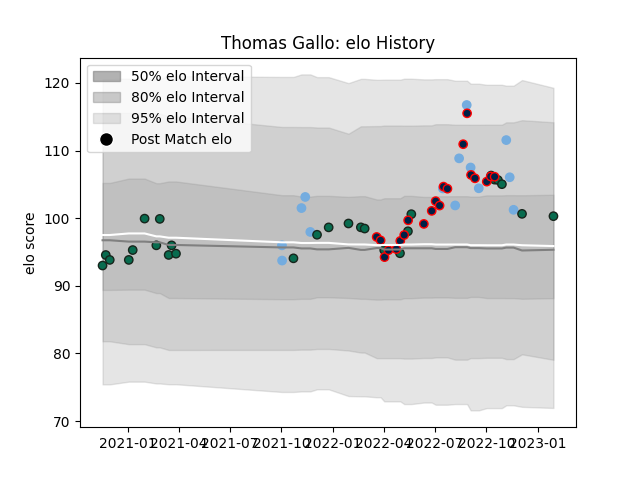 Thomas Gallo: elo History
50% elo Interval
80% elo Interval
95% elo Interval
Post Match elo
elo score
120
110
100
90
80
70
2021-01 2021-04 2021-07 2021-10 2022-01 2022-04 2022-07 2022-10 2023-01